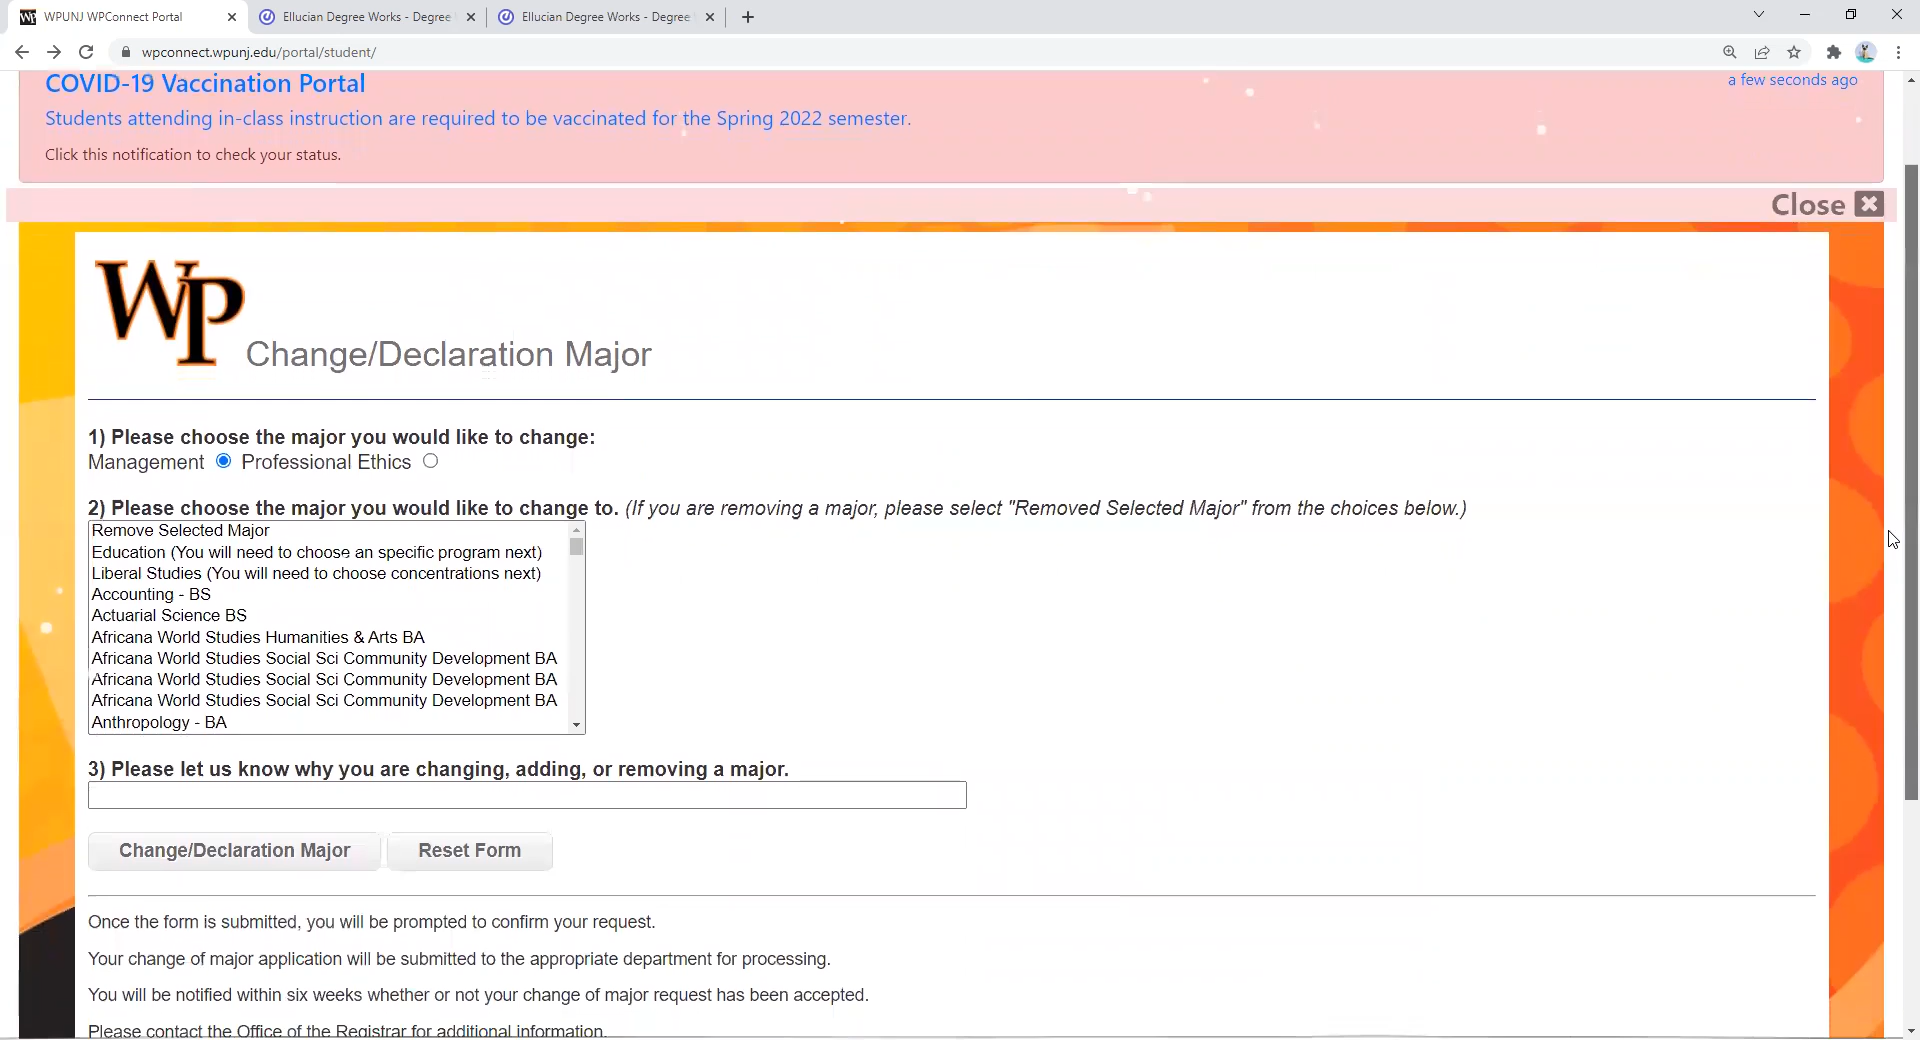 WPUNJ WPConnect Portal
Ellucian Degree Works - Degree
Ellucian Degree Works - Degree
wpconnect.wpunj.edu/portal/student/
COVID-19 Vaccination Portal
a few seconds ago
Students attending in-class instruction are required to be vaccinated for the Spring 2022 semester.
Click this notification to check your status.
Close
WP
Change/Declaration Major
1) Please choose the major you would like to change:
Management Professional Ethics
2) Please choose the major you would like to change to. (If you are removing a major, please select "Removed Selected Major" from the choices below.)
Remove Selected Major
Education (You will need to choose an specific program next)
Liberal Studies (You will need to choose concentrations next)
Accounting - BS
Actuarial Science BS
Africana World Studies Humanities & Arts BA
Africana World Studies Social Sci Community Development BA
Africana World Studies Social Sci Community Development BA
Africana World Studies Social Sci Community Development BA
Anthropology - BA
3) Please let us know why you are changing, adding, or removing a major.
Change/Declaration Major
Reset Form
Once the form is submitted, you will be prompted to confirm your request.
Your change of major application will be submitted to the appropriate department for processing.
You will be notified within six weeks whether or not your change of major request has been accepted.
Please contact the Office of the Registrar for additional information.